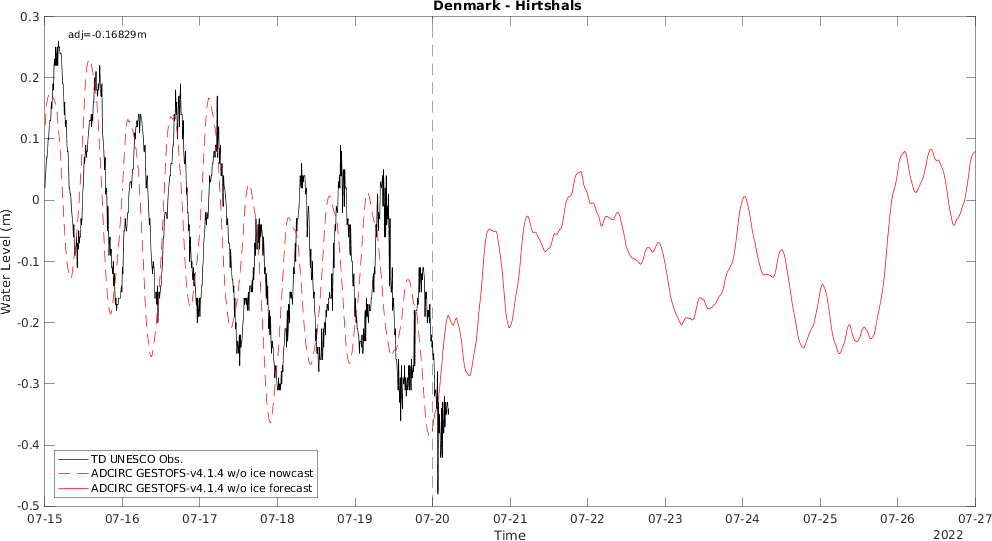 Denmark - Hirtshals
adj=-0.16829m
0.3
0.2
0.1
0
-0.1
-0.2
-0.3
-0.4
-0.5
Water Level (m)
TD UNESCO Obs.
ADCIRC GESTOFS-v4.1.4 w/o ice nowcast
ADCIRC GESTOFS-v4.1.4 w/o ice forecast
07-15 07-16 07-17 07-18 07-19 07-20 07-21 07-22 07-23 07-24 07-25 07-26 07-27
Time
2022